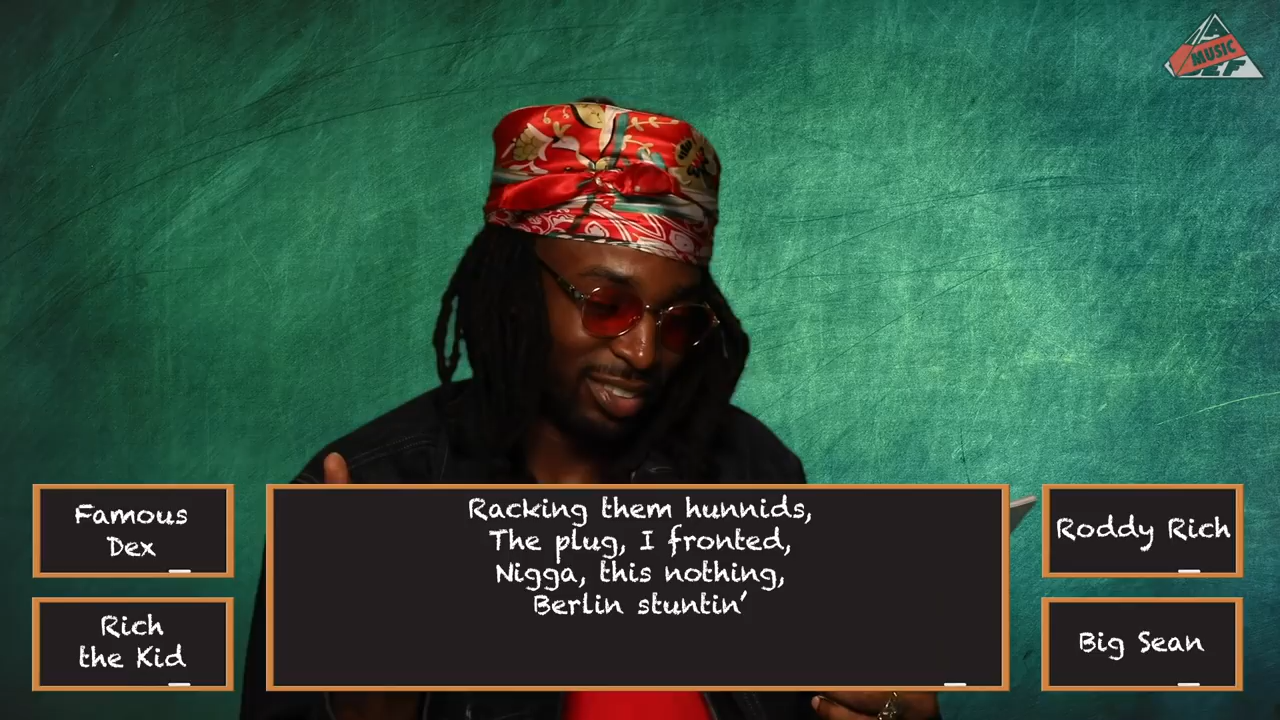 MUSIC
Famous
Dex
Rich
the Kid
Racking them hunnids,
The plug, I fronted,
Nigga, this nothing,
Berlin stuntin’
Roddy Rich
Big Sean